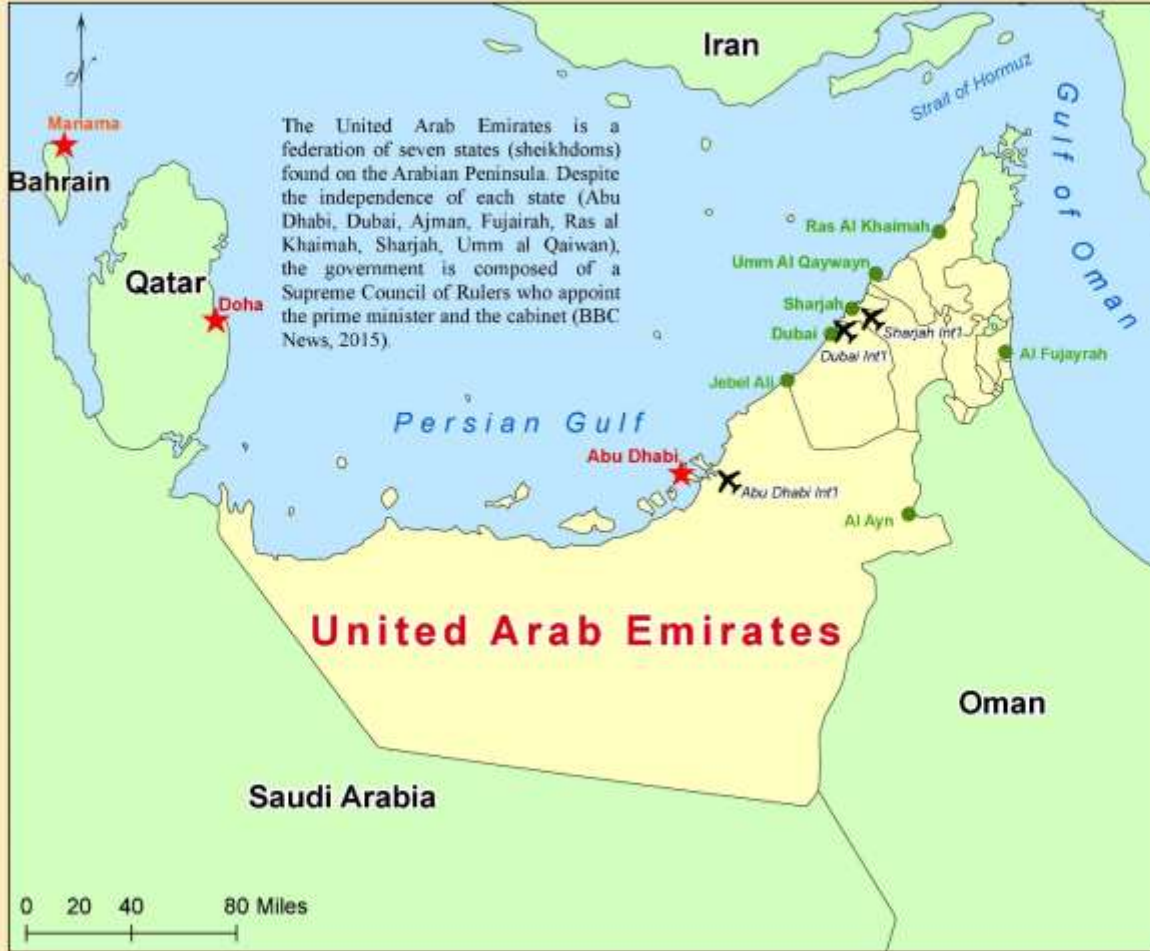 Iran
Strait of Hormuz
Gulf of Oman
N
Manama
Bahrain
The United Arab Emirates is a
federation of seven states (sheikhdoms)
found on the Arabian Peninsula. Despite
the independence of each state (Abu
Dhabi, Dubai, Ajman, Fujairah, Ras al
Khaimah, Sharjah, Umm al Qaiwan),
the government is composed of a
Supreme Council of Rulers who appoint
the prime minister and the cabinet (BBC
News, 2015).
Qatar
Doha
Ras Al Khaimah
Umm Al Qaywayn
Sharjah
Sharjah Int'l
Dubai
Dubai Int'l
Al Fujayrah
Jebel Ali
Persian Gulf
Abu Dhabi
Abu Dhabi Int'l
Al Ayn
United Arab Emirates
Oman
Saudi Arabia
0 20 40 80 Miles